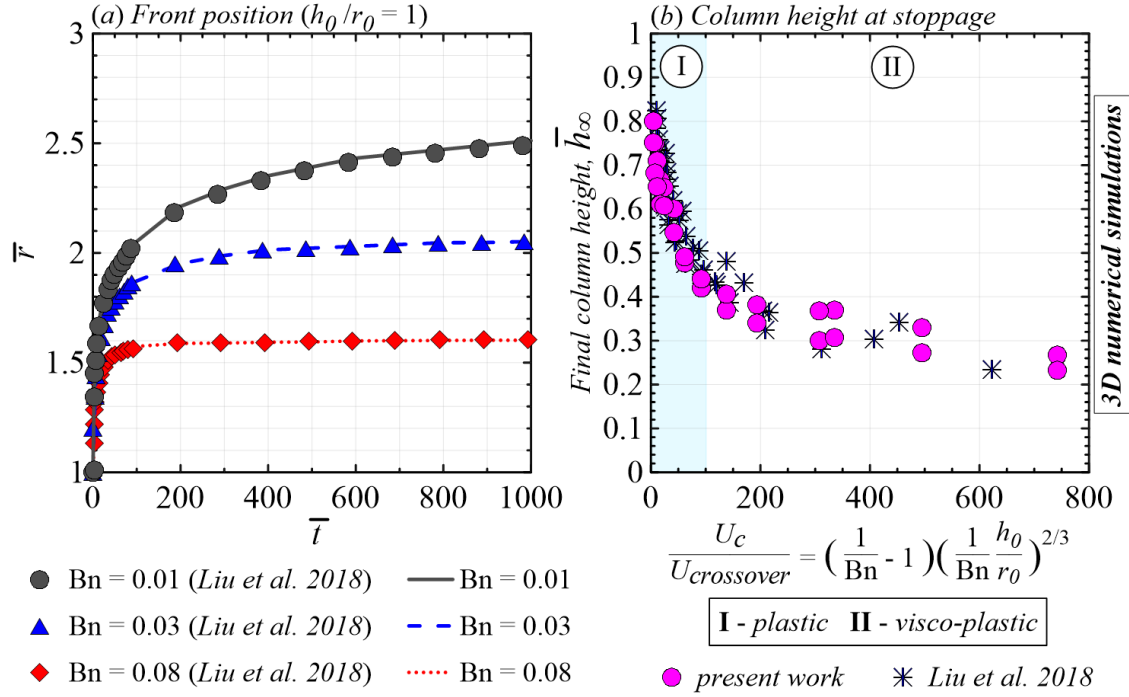 (a) Front position (h0/r0 = 1)
3
2.5
2
1.5
1
r̅
0 200 400 600 800 1000
t̅
Bn = 0.01 (Liu et al. 2018)
Bn = 0.01
Bn = 0.03 (Liu et al. 2018)
Bn = 0.03
Bn = 0.08 (Liu et al. 2018)
Bn = 0.08
(b) Column height at stoppage
I
II
1
0.9
0.8
0.7
0.6
0.5
0.4
0.3
0.2
0.1
0
Final column height, h̅∞
0 200 400 600 800
Uc/Ucrossover = (1/Bn - 1)(1/Bn h0/r0)^2/3
I - plastic II - visco-plastic
present work
Liu et al. 2018
3D numerical simulations